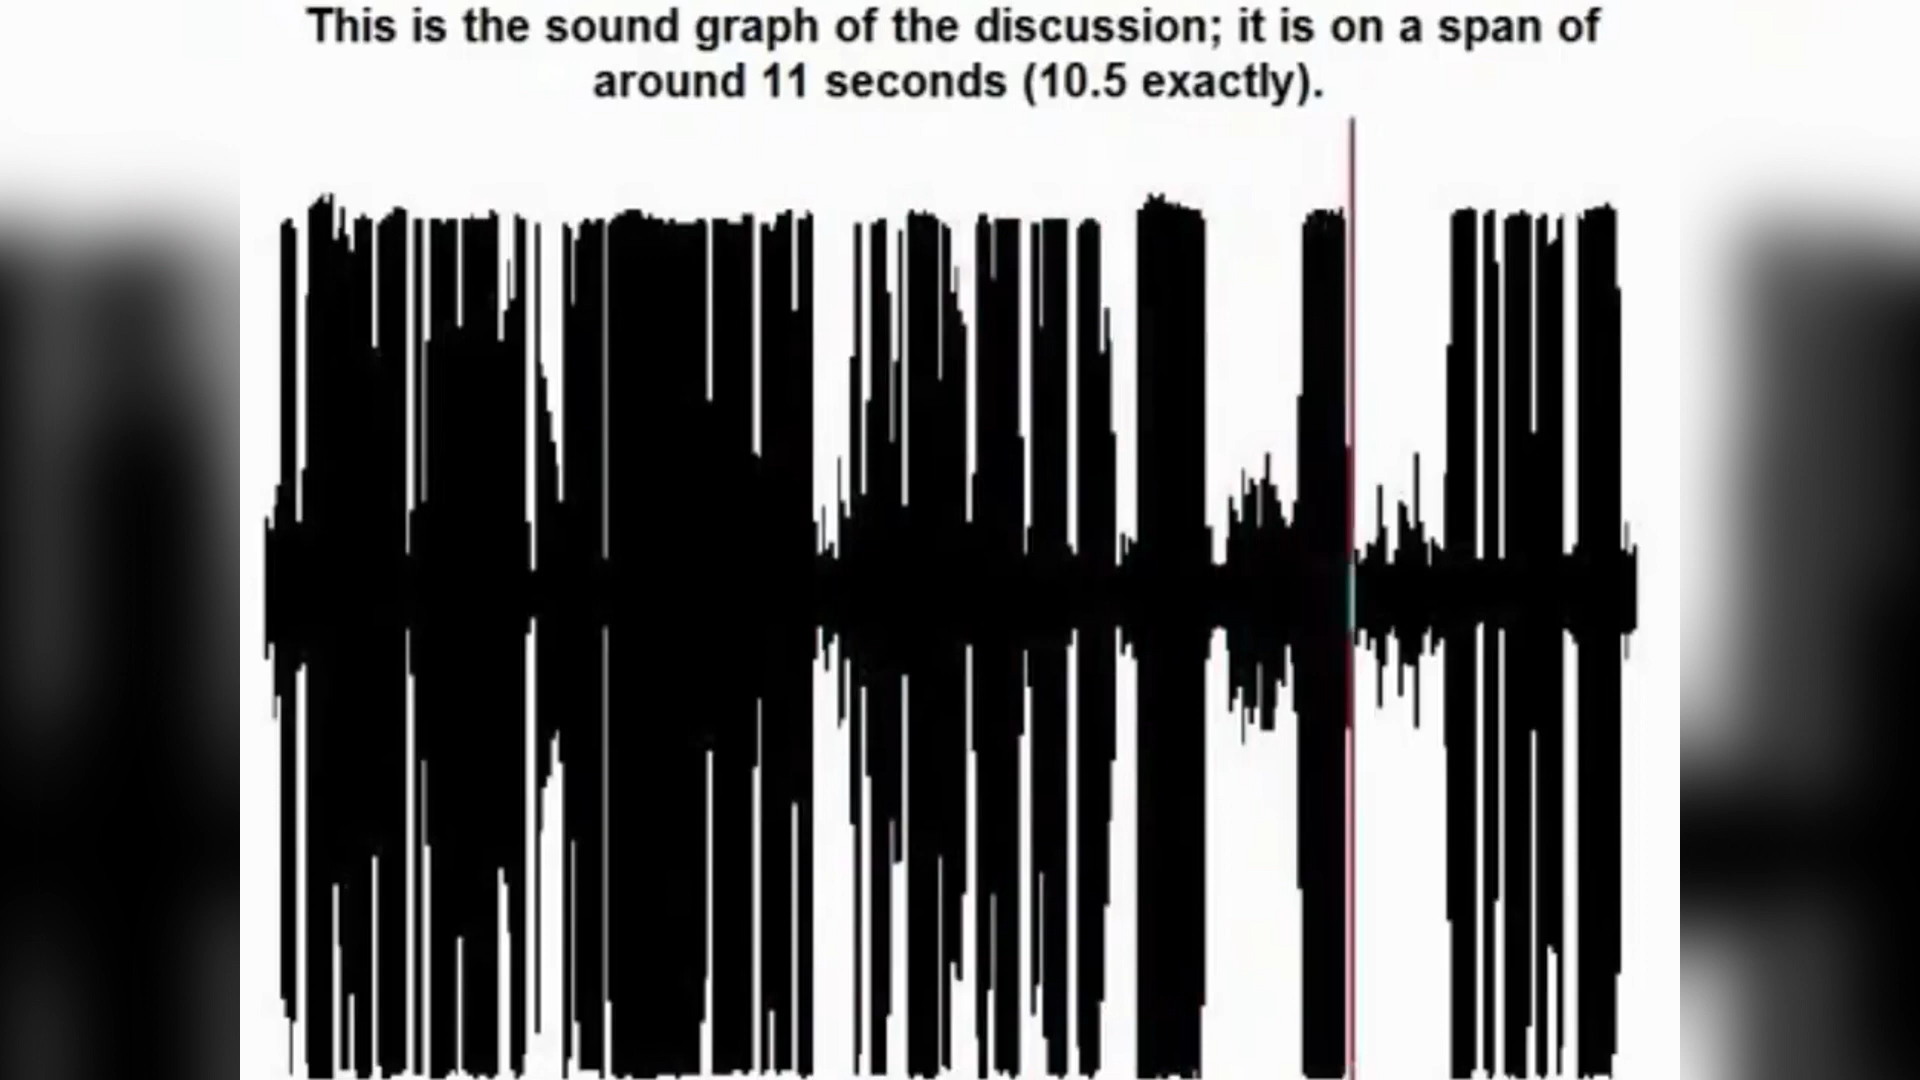 This is the sound graph of the discussion; it is on a span of
around 11 seconds (10.5 exactly).